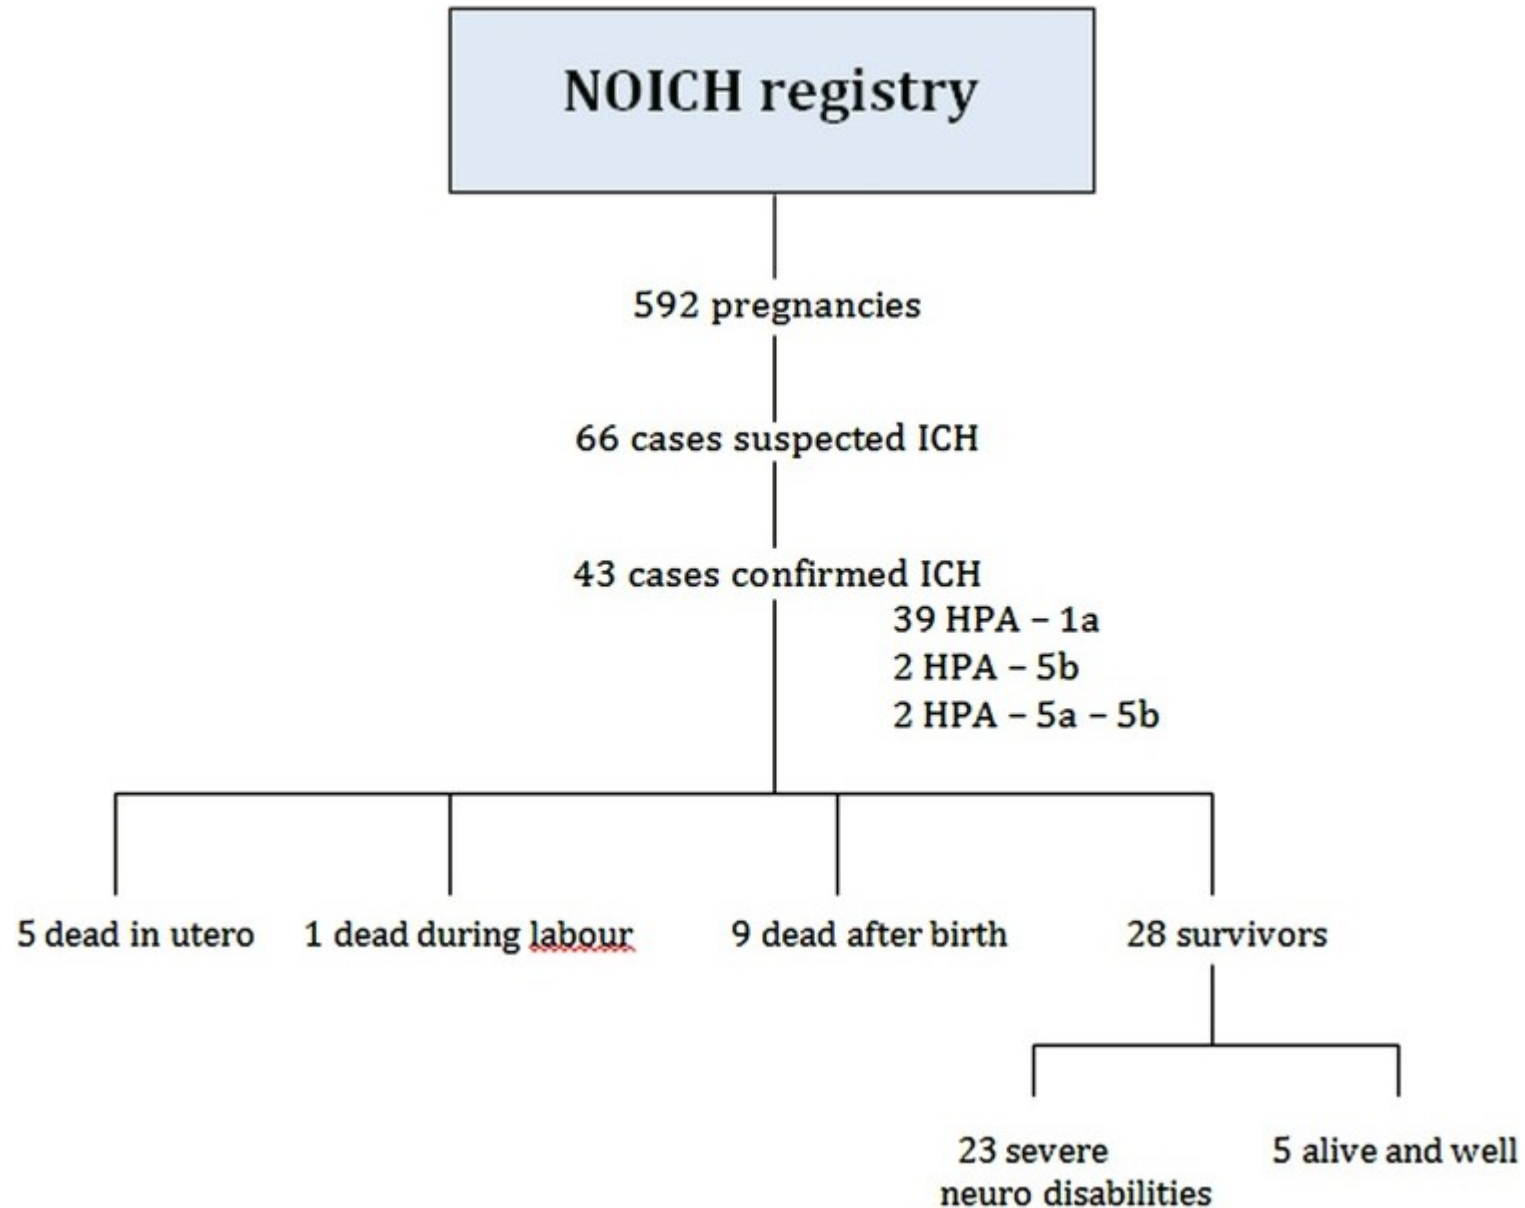 NOICH registry
592 pregnancies
66 cases suspected ICH
43 cases confirmed ICH
39 HPA – 1a
2 HPA – 5b
2 HPA – 5a – 5b
5 dead in utero
1 dead during labour
9 dead after birth
28 survivors
23 severe
neuro disabilities
5 alive and well